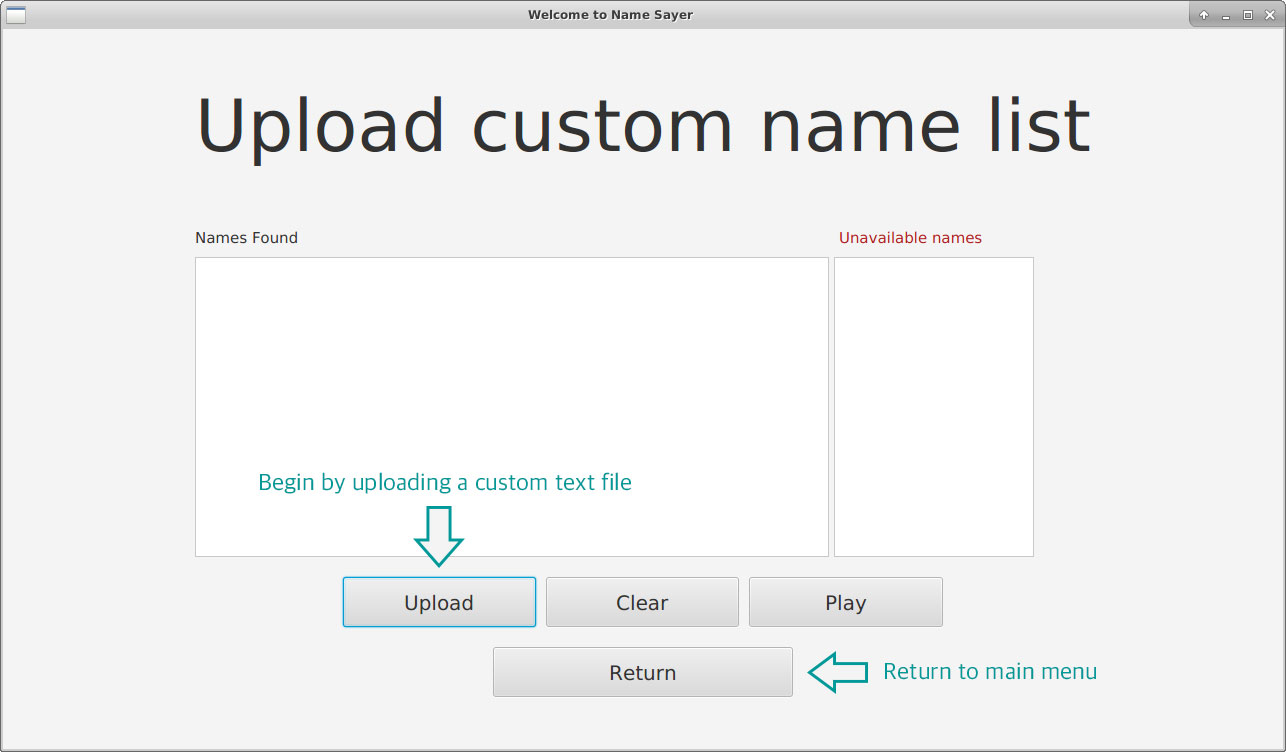 Welcome to Name Sayer
Upload custom name list
Names Found
Unavailable names
Begin by uploading a custom text file
Upload
Clear
Play
Return
Return to main menu